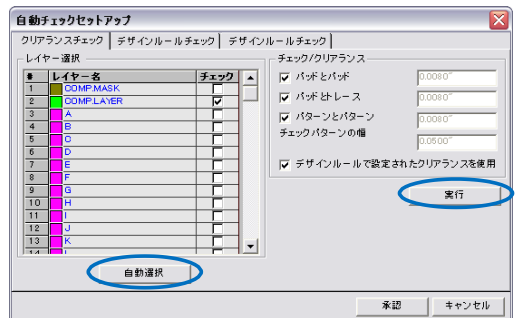 自動チェックセットアップ
クリアランスチェック デザインルールチェック デザインルールチェック
レイヤー選択
# レイヤー名 チェック
1 COMP.MASK
2 COMP.LAYER
3 A
4 B
5 C
6 D
7 E
8 F
9 G
10 H
11 I
12 J
13 K
14
自動選択
チェック/クリアランス
パッドとパッド 0.0080"
パッドとトレース 0.0080"
パターンとパターン 0.0080"
チェックパターンの幅 0.0500"
デザインルールで設定されたクリアランスを使用
実行
承認 キャンセル